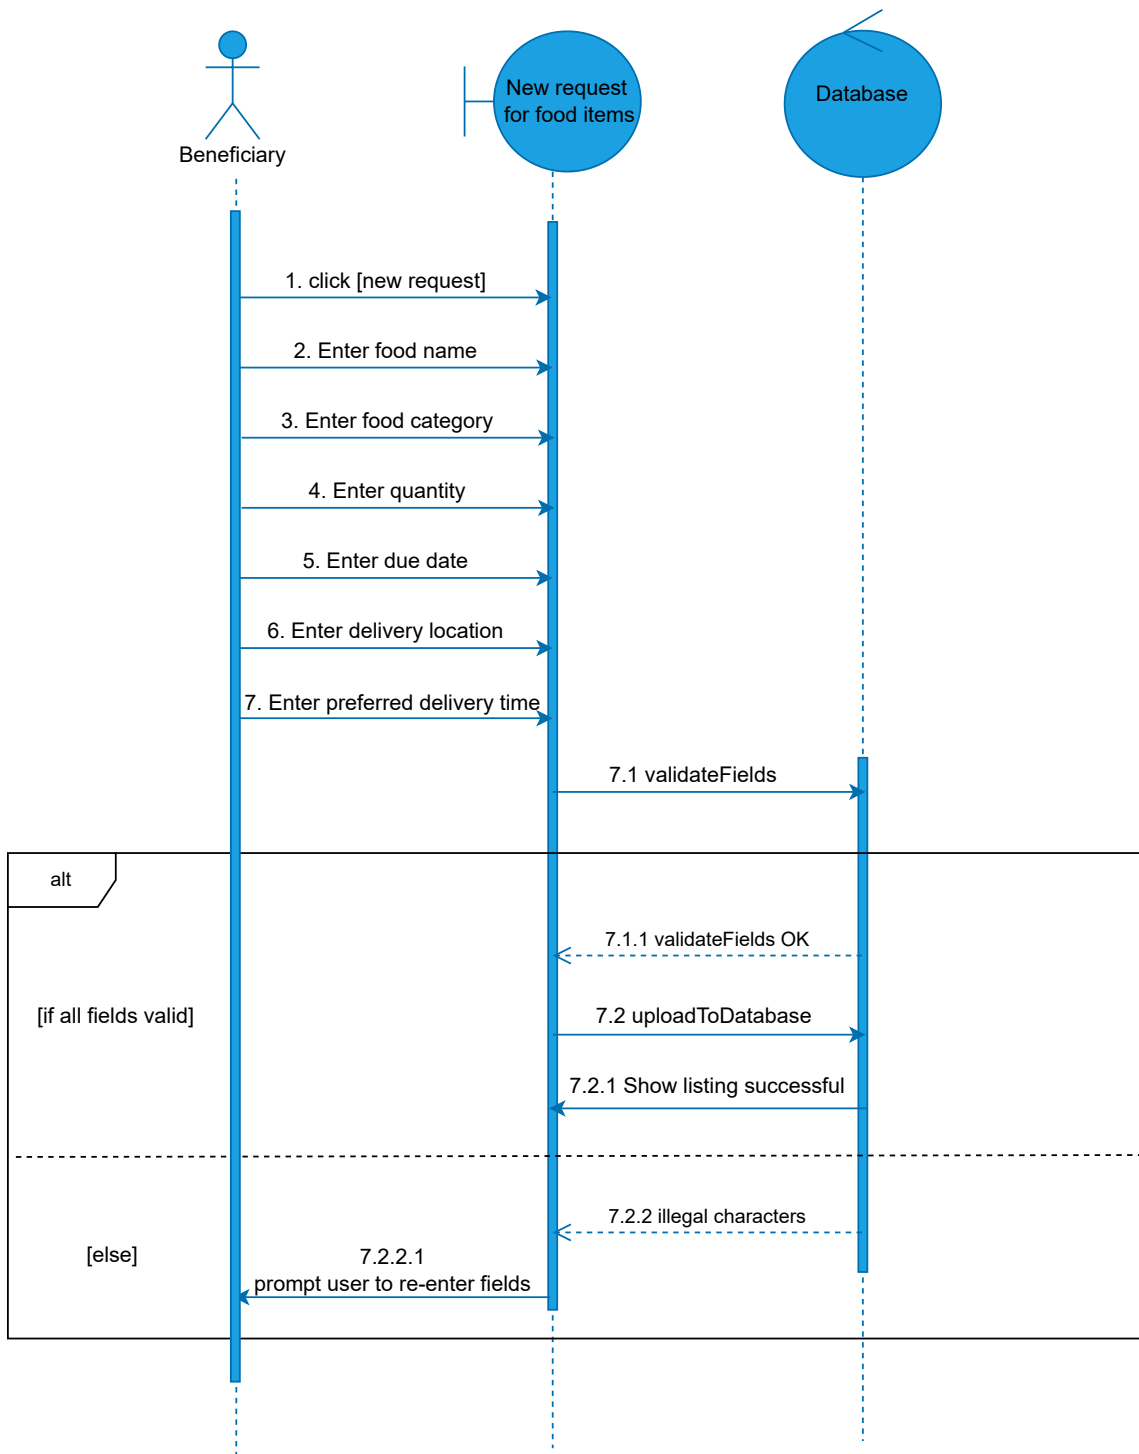 Beneficiary
New request
for food items
Database
1. click [new request]
2. Enter food name
3. Enter food category
4. Enter quantity
5. Enter due date
6. Enter delivery location
7. Enter preferred delivery time
7.1 validateFields
alt
7.1.1 validateFields OK
[if all fields valid]
7.2 uploadToDatabase
7.2.1 Show listing successful
7.2.2 illegal characters
[else]
7.2.2.1
prompt user to re-enter fields